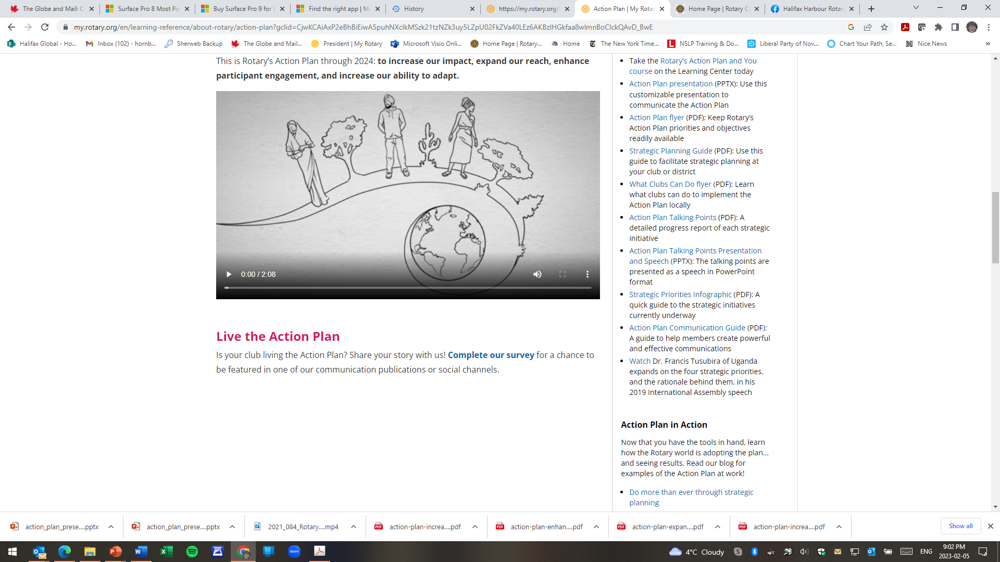 The Globe and Mail: C
Surface Pro 8 Most Po
Buy Surface Pro 9 for B
Find the right app | Mi
History
https://my.rotary.org/
Action Plan | My Rotar
Home Page | Rotary C
Halifax Harbour Rotar
my.rotary.org/en/learning-reference/about-rotary/action-plan?gclid=
Halifax Global - Ho...
Inbox (102) - hornb...
Sherweb Backup
The Globe and Mail...
President | My Rotary
Microsoft Visio Onli...
Home Page | Rotary...
Home
The New York Time...
NSLP Training & Do...
Liberal Party of Nov...
Chart Your Path, Se...
Nice News
»
This is Rotary’s Action Plan through 2024: to increase our impact, expand our reach, enhance
participant engagement, and increase our ability to adapt.
0:00 / 2:08
Live the Action Plan
Is your club living the Action Plan? Share your story with us! Complete our survey for a chance to
be featured in one of our communication publications or social channels.
• Take the Rotary’s Action Plan and You
course on the Learning Center today
• Action Plan presentation (PPTX): Use this
customizable presentation to
communicate the Action Plan
• Action Plan flyer (PDF): Keep Rotary’s
Action Plan priorities and objectives
readily available
• Strategic Planning Guide (PDF): Use this
guide to facilitate strategic planning at
your club or district
• What Clubs Can Do flyer (PDF): Learn
what clubs can do to implement the
Action Plan locally
• Action Plan Talking Points (PDF): A
detailed progress report of each strategic
initiative
• Action Plan Talking Points Presentation
and Speech (PPTX): The talking points are
presented as a speech in PowerPoint
format
• Strategic Priorities Infographic (PDF): A
quick guide to the strategic initiatives
currently underway
• Action Plan Communication Guide (PDF):
A guide to help members create powerful
and effective communications
• Watch Dr. Francis Tusubira of Uganda
expands on the four strategic priorities,
and the rationale behind them, in his
2019 International Assembly speech
Action Plan in Action
Now that you have the tools in hand, learn
how the Rotary world is adopting the plan...
and seeing results. Read our blog for
examples of the Action Plan at work!
• Do more than ever through strategic
planning
action_plan_prese....pptx
action_plan_prese....pptx
2021_084_Rotary....mp4
action-plan-increa....pdf
action-plan-enhan....pdf
action-plan-expan....pdf
action-plan-increa....pdf
Show all
zoom
4°C Cloudy
ENG
9:02 PM
2023-02-05